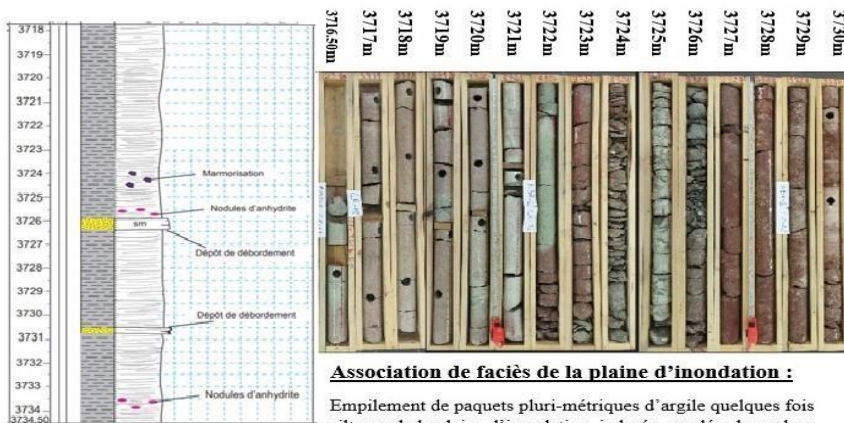 3718
3719
3720
3721
3722
3723
3724
3725
3726
3727
3728
3729
3730
3731
3732
3733
3734
3734.50
Marmorisation
Nodules d'anhydrite
sm
Dépôt de débordement
Dépôt de débordement
Nodules d'anhydrite
3716.50m
3717m
3718m
3719m
3720m
3721m
3722m
3723m
3724m
3725m
3726m
3727m
3728m
3729m
3730m
Association de faciès de la plaine d'inondation :
Empilement de paquets pluri-métriques d'argile quelques fois